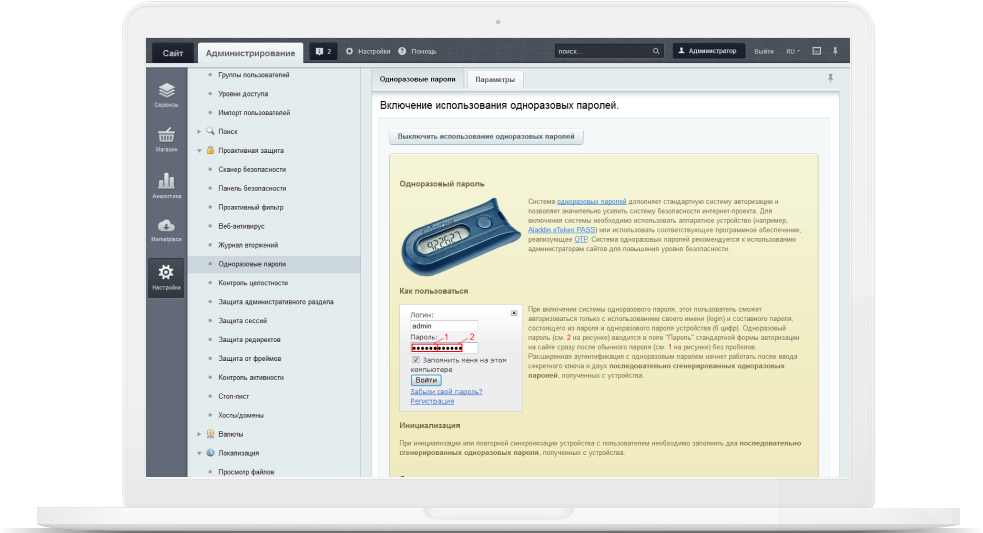 Сайт
Администрирование
2
Настройки
Помощь
поиск...
Администратор
Выйти
RU
Сервисы
Магазин
Аналитика
Marketplace
Настройки
Группы пользователей
Уровни доступа
Импорт пользователей
Поиск
Проактивная защита
Сканер безопасности
Панель безопасности
Проактивный фильтр
Веб-антивирус
Журнал вторжений
Одноразовые пароли
Контроль целостности
Защита административного раздела
Защита сессий
Защита редиректов
Защита от фреймов
Контроль активности
Стоп-лист
Хосты/домены
Валюты
Локализация
Просмотр файлов
Одноразовые пароли
Параметры
Включение использования одноразовых паролей.
Выключить использование одноразовых паролей
Одноразовый пароль
922627
Система одноразовых паролей дополняет стандартную систему авторизации и
позволяет значительно усилить систему безопасности интернет-проекта. Для
включения системы необходимо использовать аппаратное устройство (например,
Aladdin eToken PASS) или использовать соответствующее программное обеспечение,
реализующее OTP. Система одноразовых паролей рекомендуется к использованию
администраторам сайтов для повышения уровня безопасности.
Как пользоваться
Логин:
admin
Пароль: 1 2
Запомнить меня на этом
компьютере
Войти
Забыли свой пароль?
Регистрация
При включении системы одноразового пароля, этот пользователь сможет
авторизоваться только с использованием своего имени (login) и составного пароля,
состоящего из пароля и одноразового пароля устройства (6 цифр). Одноразовый
пароль (см. 2 на рисунке) вводится в поле "Пароль" стандартной формы авторизации
на сайте сразу после обычного пароля (см. 1 на рисунке) без пробелов.
Расширенная аутентификация с одноразовым паролем начнет работать после ввода
секретного ключа и двух последовательно сгенерированных одноразовых
паролей, полученных с устройства.
Инициализация
При инициализации или повторной синхронизации устройства с пользователем необходимо заполнить два последовательно
сгенерированных одноразовых пароля, полученных с устройства.